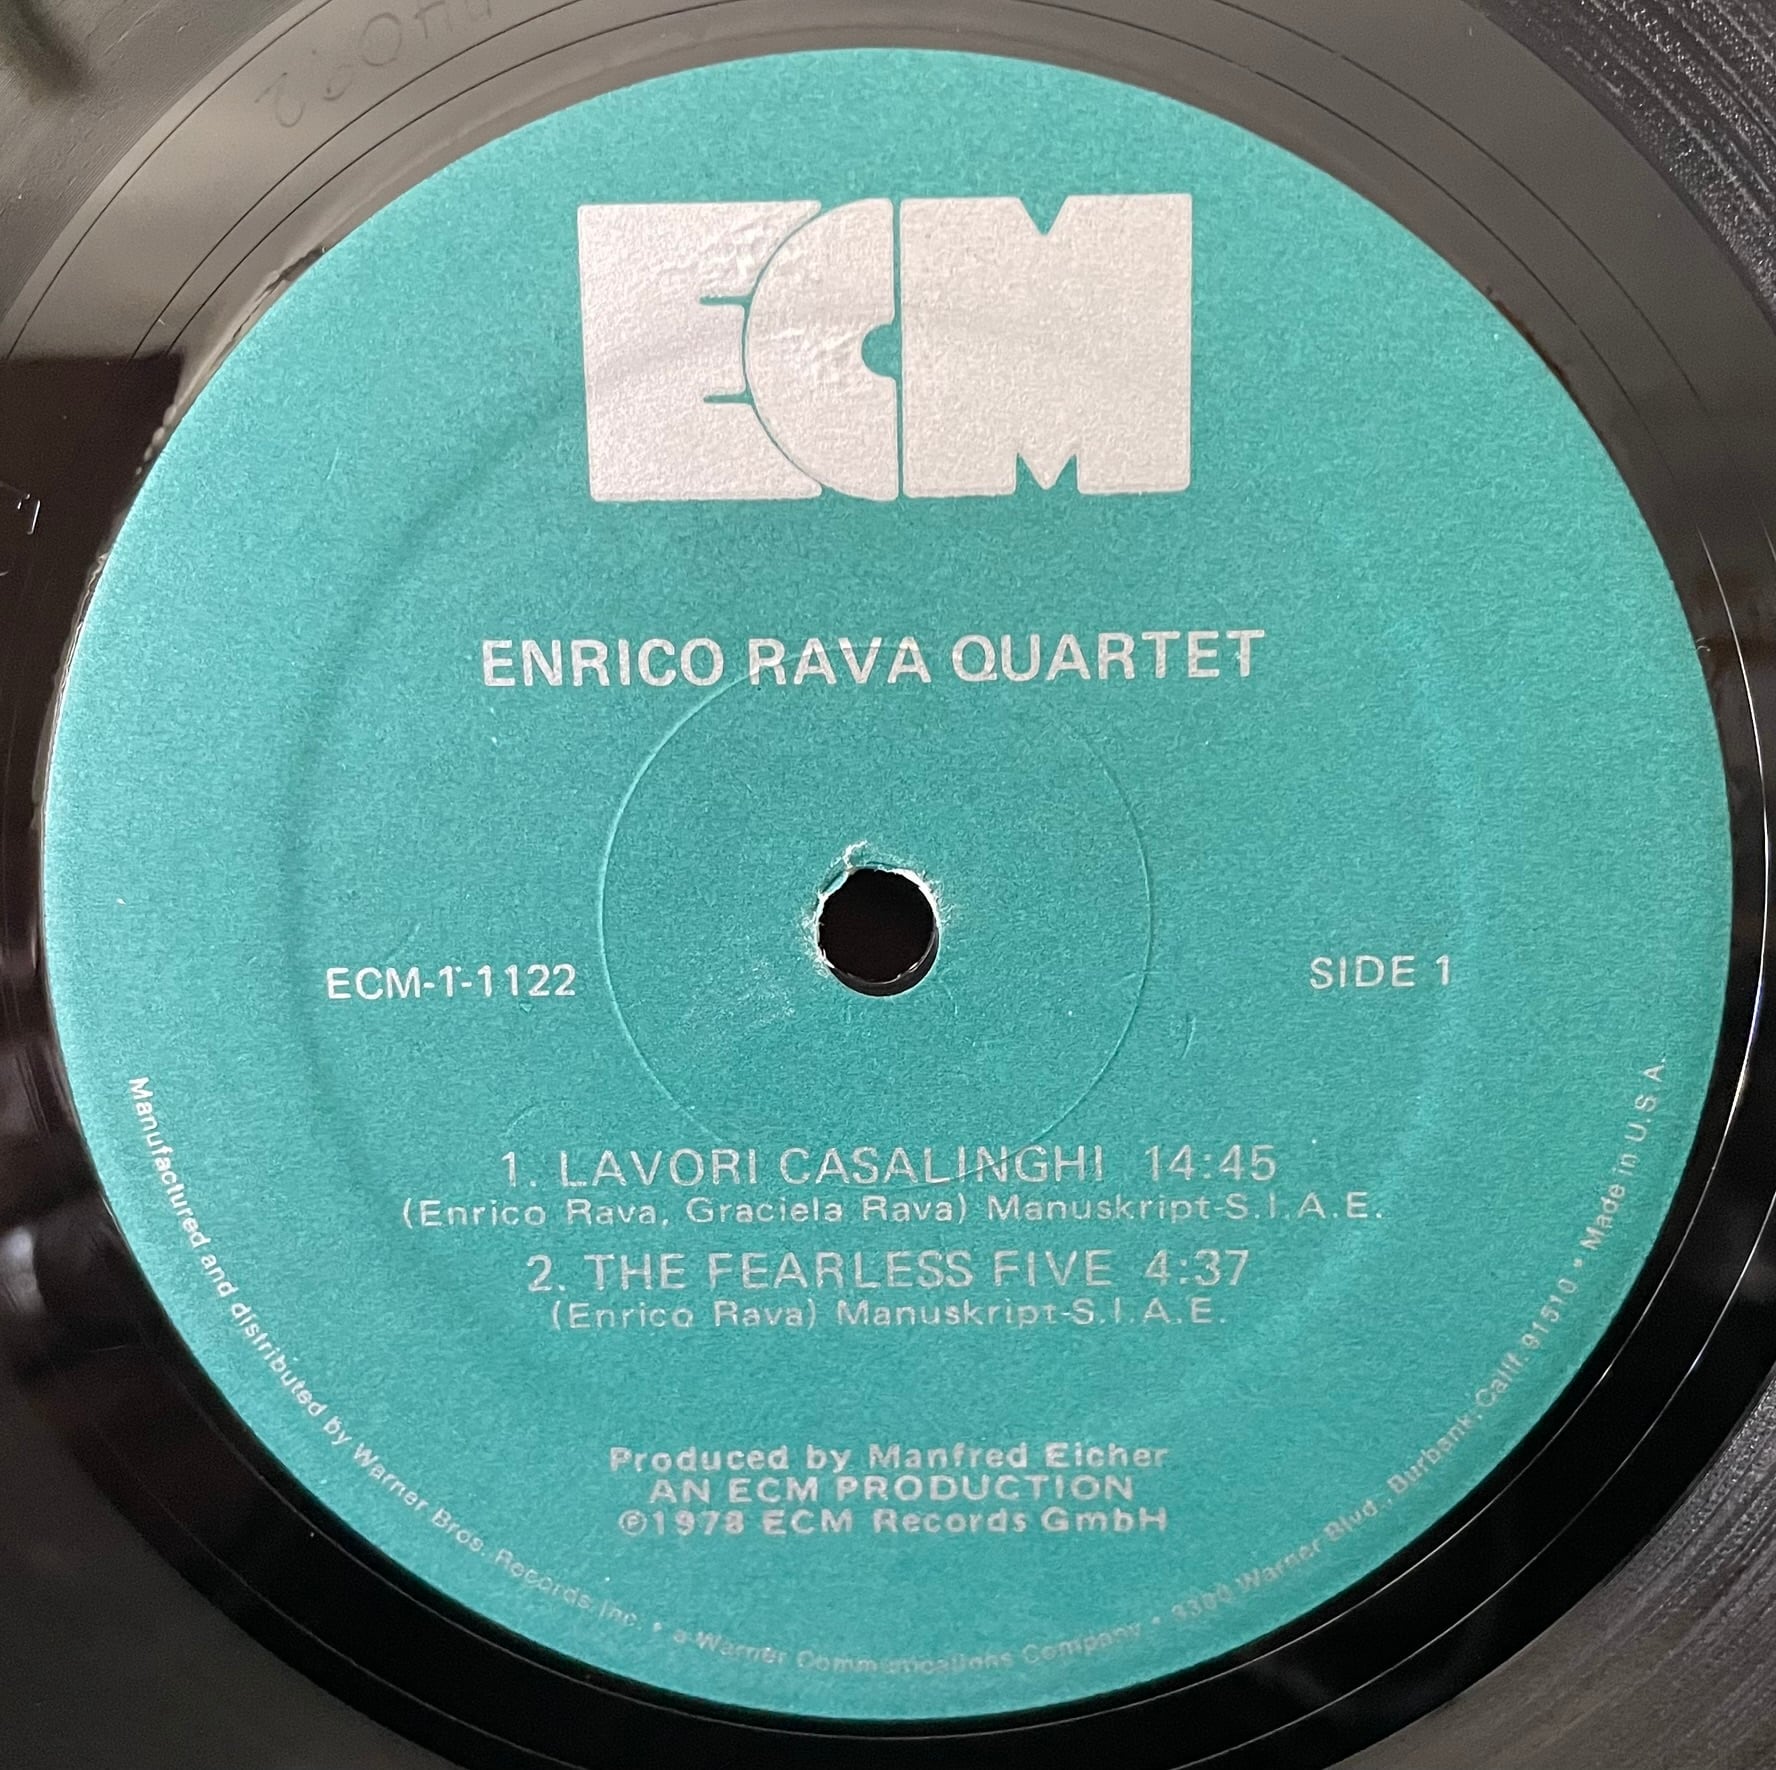 ECM
ENRICO RAVA QUARTET
ECM-1-1122
SIDE 1
1. LAVORI CASALINGHI 14:45
(Enrico Rava, Graciela Rava) Manuskript-S.I.A.E.
2. THE FEARLESS FIVE 4:37
(Enrico Rava) Manuskript-S.I.A.E.
Produced by Manfred Eicher
AN ECM PRODUCTION
℗1978 ECM Records GmbH
Manufactured and distributed by Warner Bros. Records Inc. • a Warner Communications Company • 3300 Warner Blvd., Burbank, Calif. 91510 • Made in U.S.A.